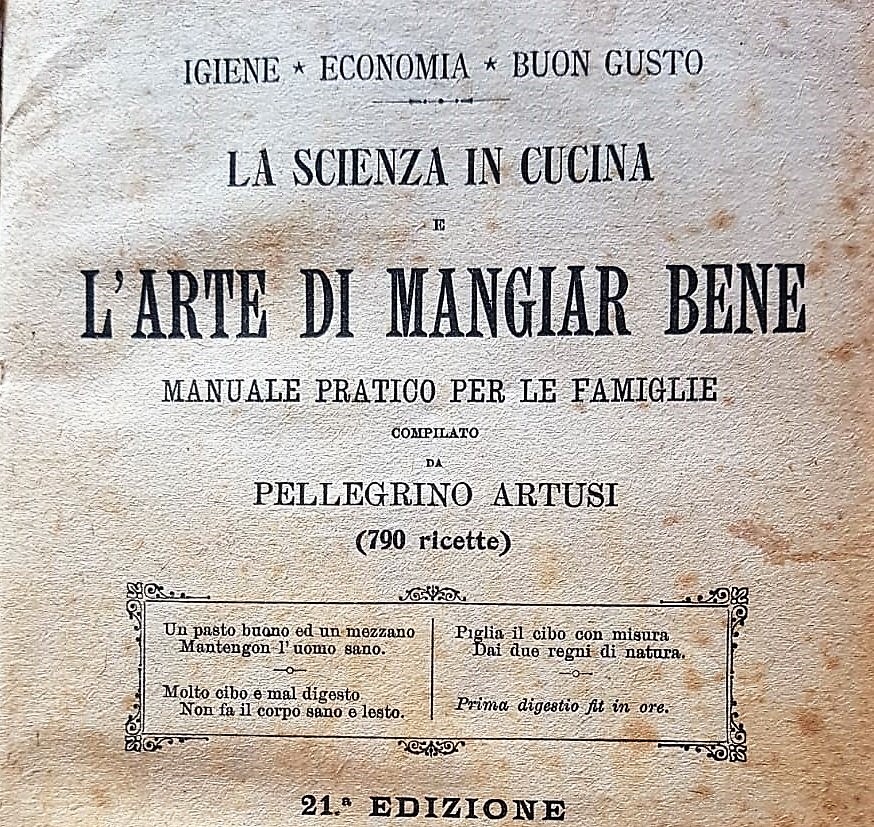 IGIENE * ECONOMIA * BUON GUSTO
LA SCIENZA IN CUCINA
E
L'ARTE DI MANGIAR BENE
MANUALE PRATICO PER LE FAMIGLIE
COMPILATO
DA
PELLEGRINO ARTUSI
(790 ricette)
Un pasto buono ed un mezzano
Mantengon l'uomo sano.
Molto cibo e mal digesto
Non fa il corpo sano e lesto.
Piglia il cibo con misura
Dai due regni di natura.
Prima digestio fit in ore.
21.ª EDIZIONE